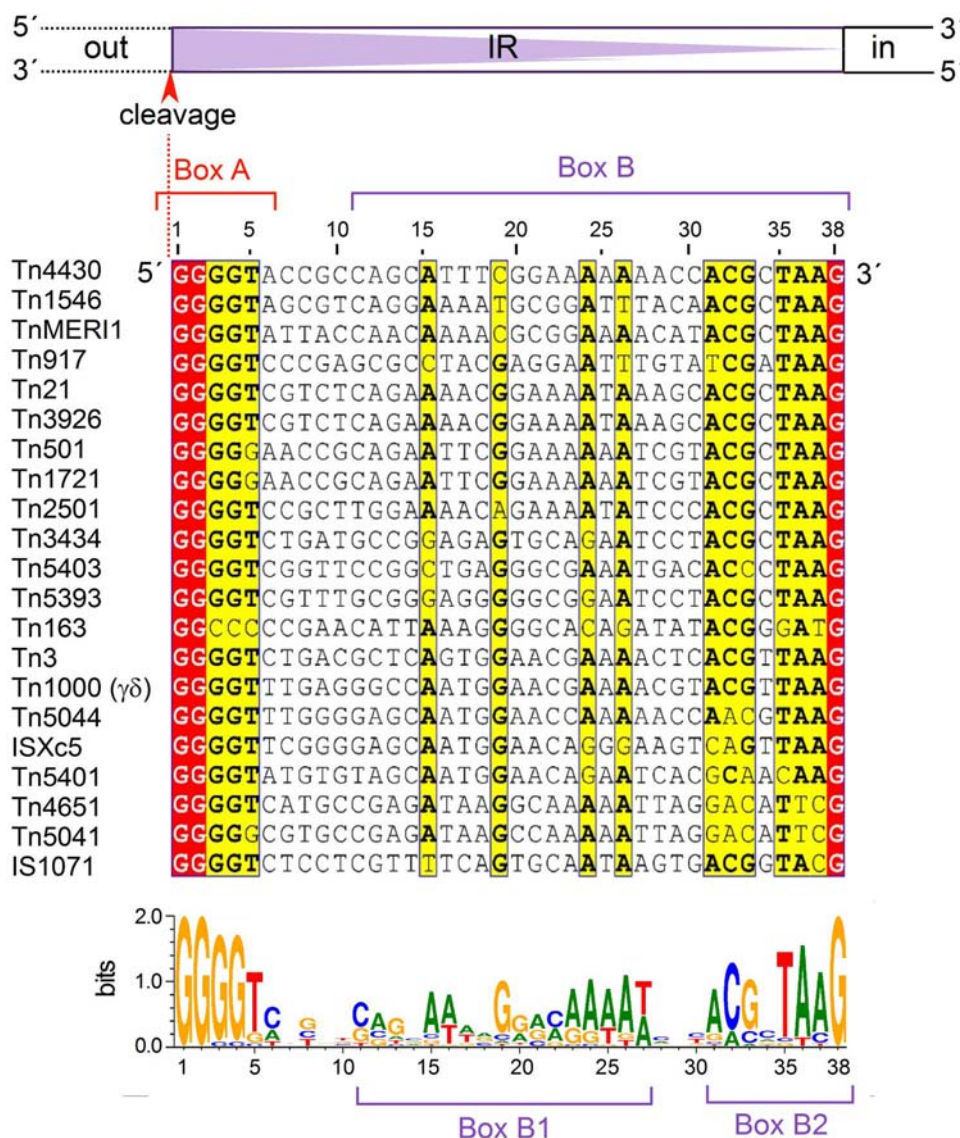 5´ 3´
out IR in
3´ 5´
cleavage
Box A Box B
1 5 10 15 20 25 30 35 38
Tn4430 5´ GGGGTACCGCCAGCATTTCGGAAAAAAACCACGCTAAG 3´
Tn1546 GGGGTAGCGTCAGGAAAATGCGGATTTACAACGCTAAG
TnMERI1 GGGGTATTACCAACAAAACGCGGAAAACATACGCTAAG
Tn917 GGGGTCCCGAGCGCCTACGAGGAATTTGTATCGATAAG
Tn21 GGGGTCGTCTCAGAAAACGGAAAATAAAGCACGCTAAG
Tn3926 GGGGTCGTCTCAGAAAACGGAAAATAAAGCACGCTAAG
Tn501 GGGGGAACCGCAGAATTCGGAAAAAATCGTACGCTAAG
Tn1721 GGGGGAACCGCAGAATTCGGAAAAAATCGTACGCTAAG
Tn2501 GGGGTCCGCTTGGAAAACAGAAAATATCCCACGCTAAG
Tn3434 GGGGTCTGATGCCGGAGAGTGCAGAATCCTACGCTAAG
Tn5403 GGGGTCGGTTCCGGCTGAGGGCGAAATGACACCCTAAG
Tn5393 GGGGTCGTTTGCGGGAGGGGGCGGAATCCTACGCTAAG
Tn163 GGCCCCCGAACATTAAAGGGGCACAGATATACGGGATG
Tn3 GGGGTCTGACGCTCAGTGGAACGAAAACTCACGTTAAG
Tn1000 (γδ) GGGGTTTGAGGGCCAATGGAACGAAAACGTACGTTAAG
Tn5044 GGGGTTTGGGGAGCAATGGAACCAAAAACCAACGTAAG
ISXc5 GGGGTTCGGGGAGCAATGGAACAGGGAAGTCAGTTAAG
Tn5401 GGGGTATGTGTAGCAATGGAACAGAATCACGCAACAAG
Tn4651 GGGGTCATGCCGAGATAAGGCAAAAATTAGGACATTCG
Tn5041 GGGGGCGTGCCGAGATAAGCCAAAAATTAGGACATTCG
IS1071 GGGGTCTCCTCGTTTTCAGTGCAATAAGTGACGGTACG
bits
2.0
1.0
0.0
1 5 10 15 20 25 30 35 38
Box B1 Box B2